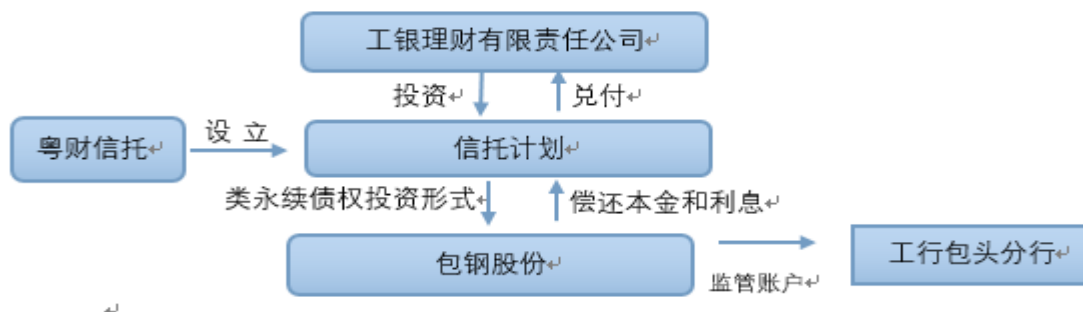 工银理财有限责任公司
投资
兑付
粤财信托
设 立
信托计划
类永续债权投资形式
偿还本金和利息
包钢股份
监管账户
工行包头分行